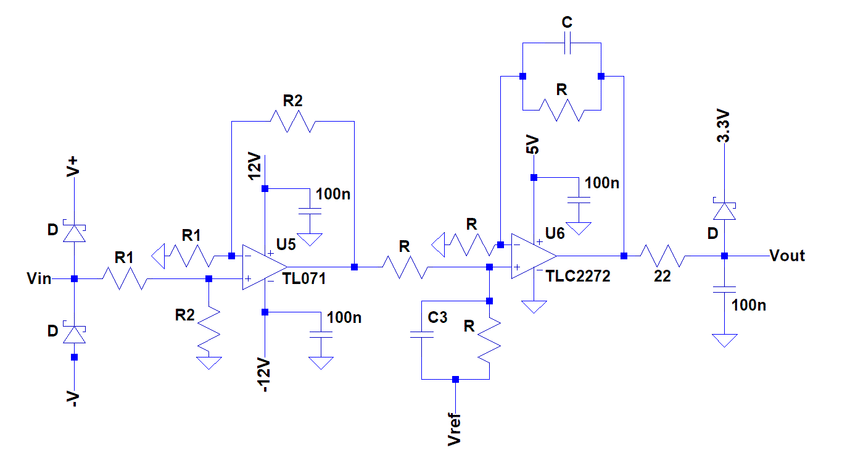 C
R2
R
V+
12V
5V
3.3V
100n
100n
D
R1
U5
R
U6
D
Vin
R1
R
Vout
TL071
TLC2272
22
R2
100n
100n
D
C3
R
-V
-12V
Vref
+
-
+
-
+
-
+
-